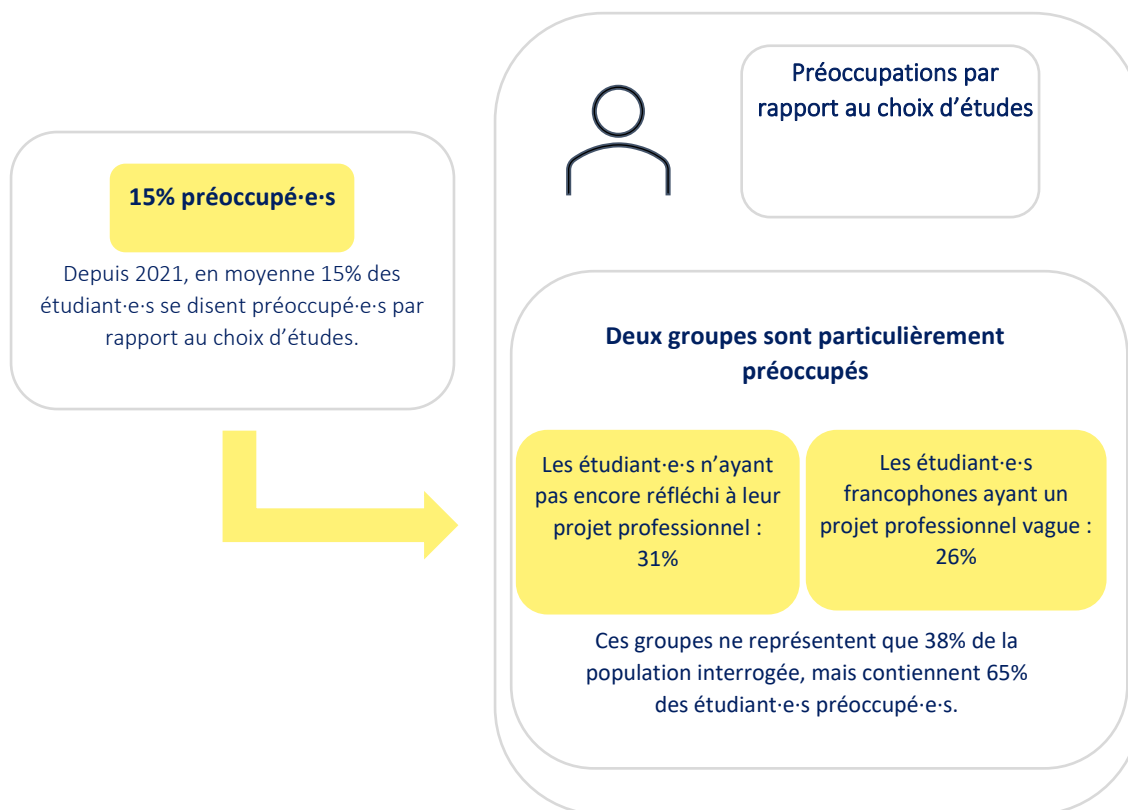 Préoccupations par
rapport au choix d'études
15% préoccupé·e·s
Depuis 2021, en moyenne 15% des
étudiant·e·s se disent préoccupé·e·s par
rapport au choix d'études.
Deux groupes sont particulièrement
préoccupés
Les étudiant·e·s n'ayant
pas encore réfléchi à leur
projet professionnel :
31%
Les étudiant·e·s
francophones ayant un
projet professionnel vague :
26%
Ces groupes ne représentent que 38% de la
population interrogée, mais contiennent 65%
des étudiant·e·s préoccupé·e·s.